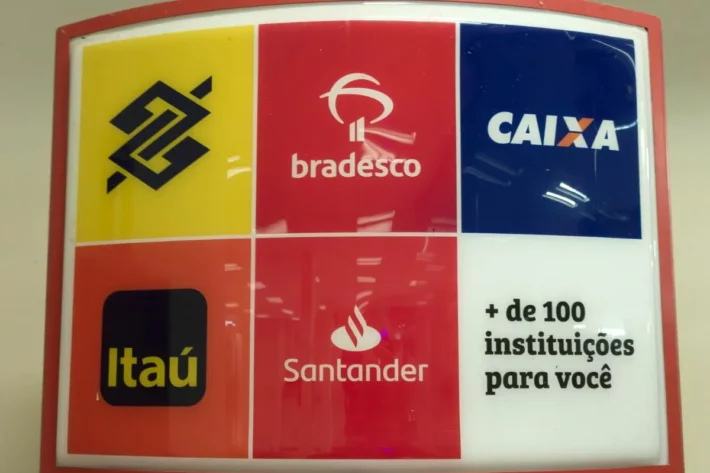 bradesco
CAIXA
Itaú
Santander
+ de 100
instituições
para você